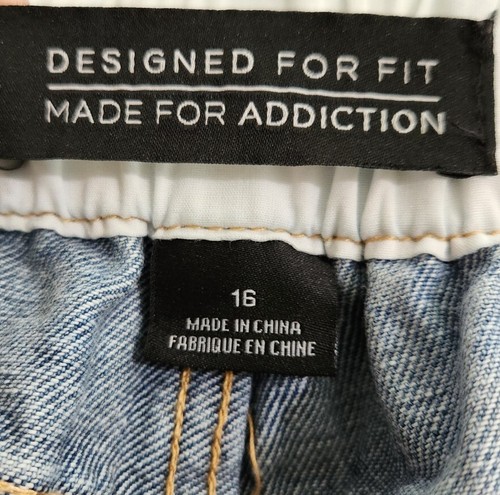 DESIGNED FOR FIT
MADE FOR ADDICTION
16
MADE IN CHINA
FABRIQUE EN CHINE